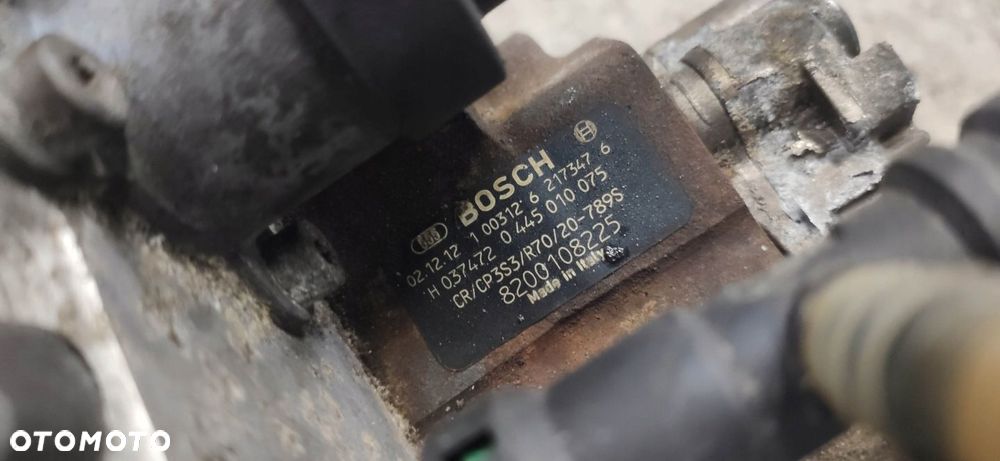 BOSCH
02.12.12 1 00312 6 217347 6
H 037472 0 445 010 075
CR/CP3S3/R70/20-789S
8200108225
Made in Italy
OTOMOTO